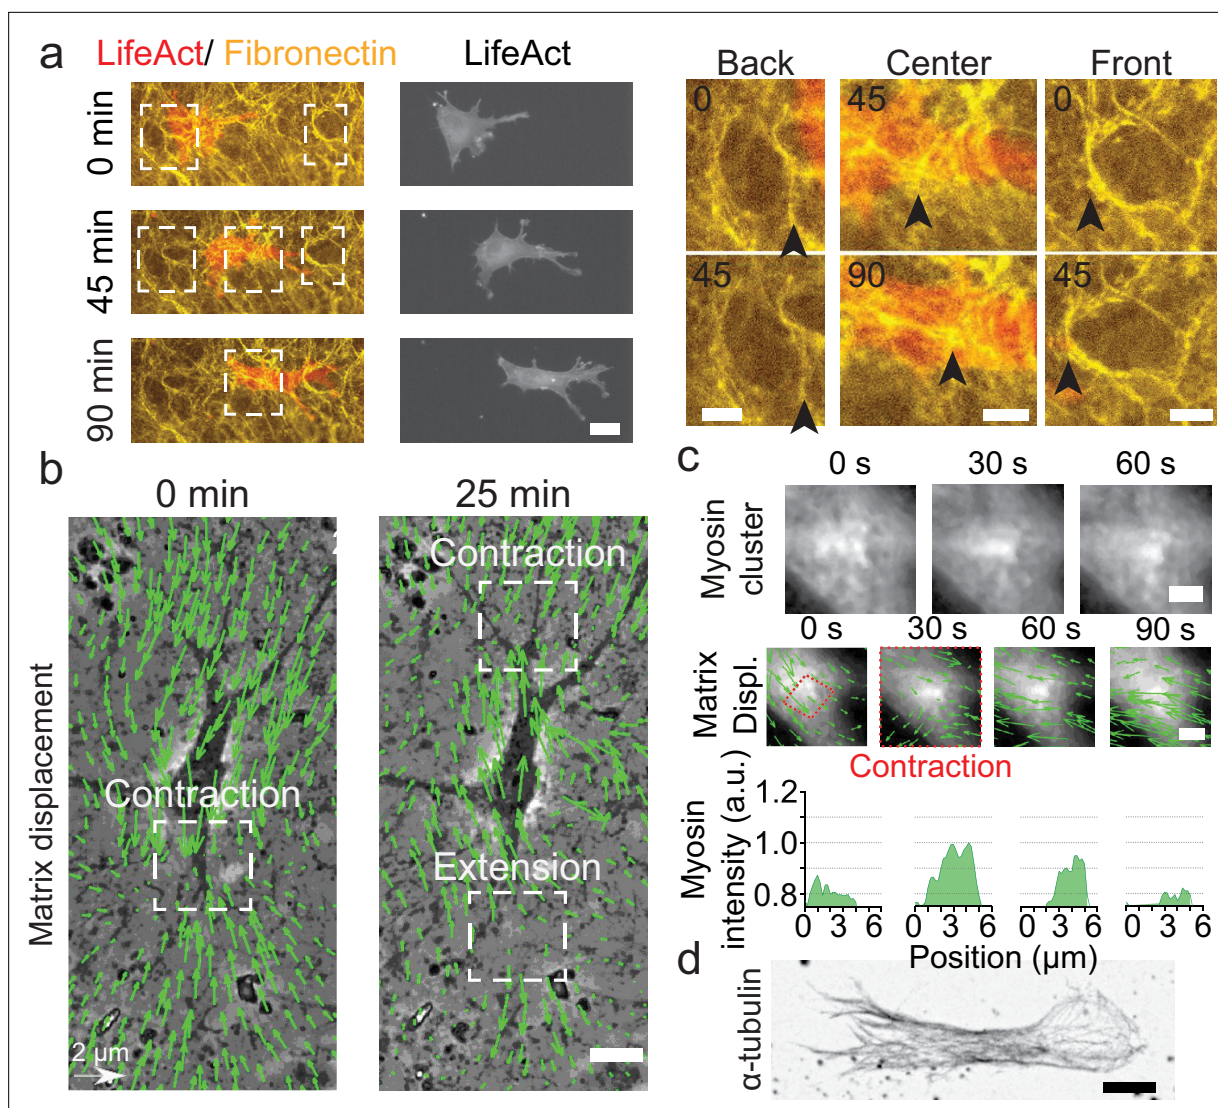 a
LifeAct/ Fibronectin
LifeAct
0 min
45 min
90 min
Back
Center
Front
0
45
0
45
90
45
b
0 min
25 min
Matrix displacement
Contraction
Contraction
Extension
2 µm
c
0 s
30 s
60 s
Myosin
cluster
0 s
30 s
60 s
90 s
Matrix
Displ.
Contraction
Myosin
intensity (a.u.)
1.2
1.0
0.8
0 3 6
0 3 6
0 3 6
0 3 6
Position (µm)
d
α-tubulin